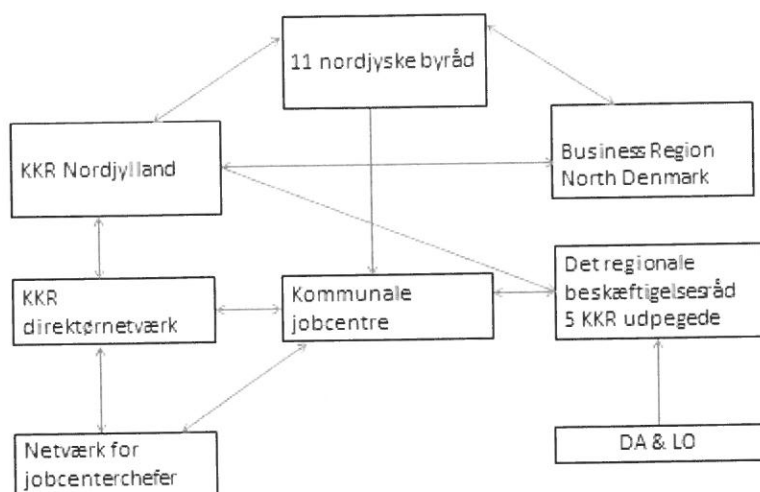 11 nordjyske byråd
KKR Nordjylland
Business Region
North Denmark
KKR
direktørnetværk
Kommunale
jobcentre
Det regionale
beskæftigelsesråd
5 KKR udpegede
Netværk for
jobcenterchefer
DA & LO